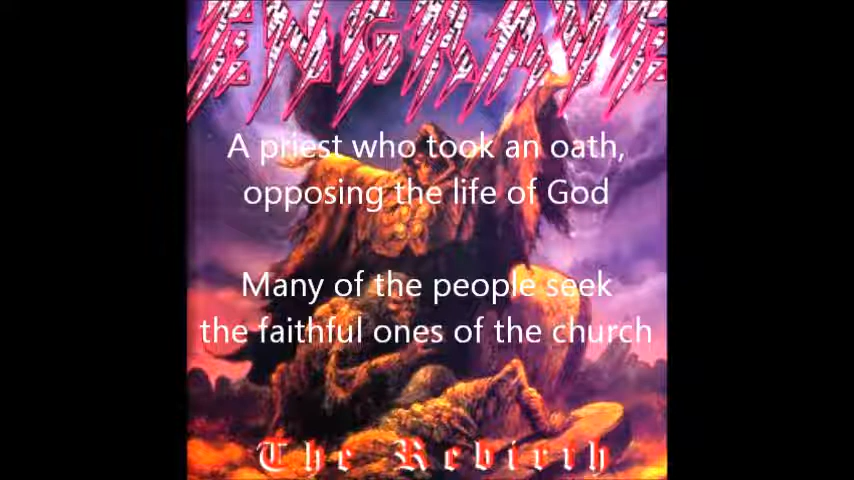 ENGRAVE
A priest who took an oath,
opposing the life of God
Many of the people seek
the faithful ones of the church
The Rebirth